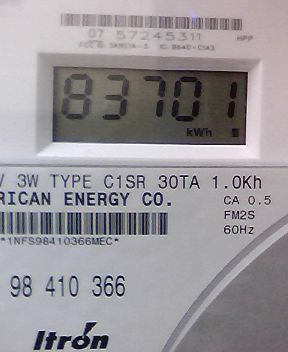 07 57245311 HPP
83701
kWh
V 3W TYPE C1SR 30TA 1.0Kh
RICAN ENERGY CO. CA 0.5
FM2S
60Hz
*1NFS98410366MEC*
98 410 366
Itron